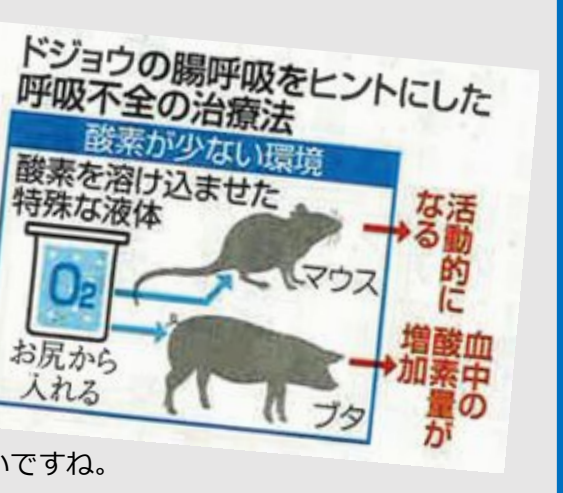 ドジョウの腸呼吸をヒントにした
呼吸不全の治療法
酸素が少ない環境
酸素を溶け込ませた
特殊な液体
O₂
お尻から
入れる
マウス
ブタ
活動的に
なる
血中の
酸素量が
増加
いですね。